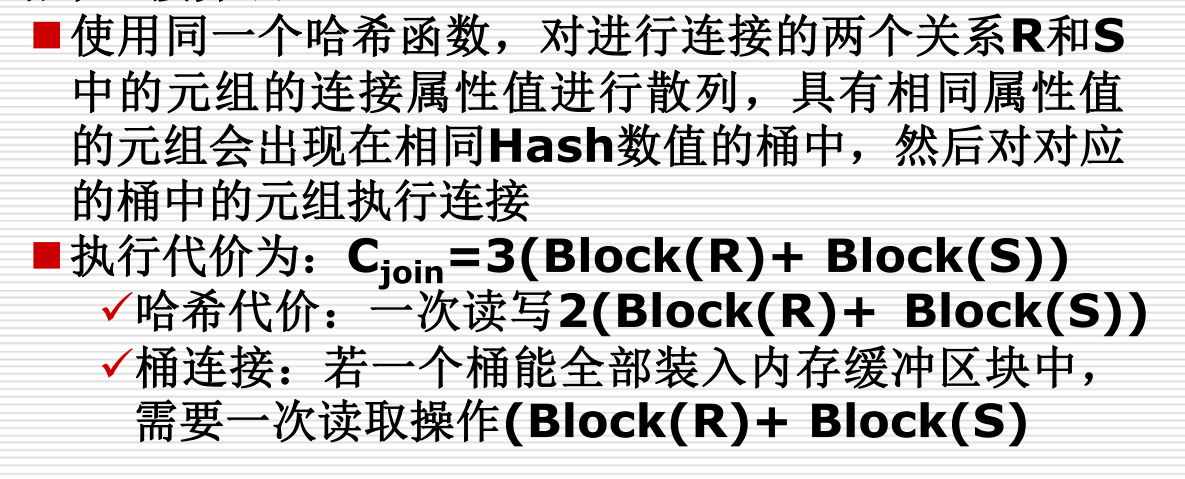 使用同一个哈希函数，对进行连接的两个关系R和S
中的元组的连接属性值进行散列，具有相同属性值
的元组会出现在相同Hash数值的桶中，然后对对应
的桶中的元组执行连接
执行代价为：Cjoin=3(Block(R)+ Block(S))
哈希代价：一次读写2(Block(R)+ Block(S))
桶连接：若一个桶能全部装入内存缓冲区块中，
需要一次读取操作(Block(R)+ Block(S)